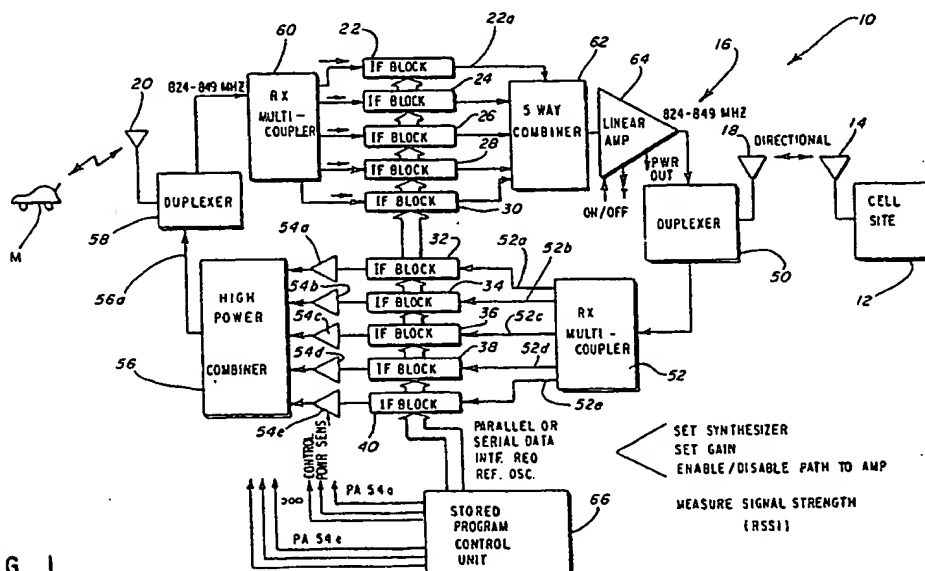 10
60
22
22a
62
64
16
20
824-849 MHZ
RX
MULTI-
COUPLER
IF BLOCK
24
IF BLOCK
26
IF BLOCK
28
IF BLOCK
IF BLOCK
30
5 WAY
COMBINER
LINEAR
AMP
824-849 MHZ
PWR
OUT
T
ON/OFF
18
DIRECTIONAL
14
M
DUPLEXER
58
DUPLEXER
50
CELL
SITE
12
56a
54a
32
52a
52b
HIGH
POWER
COMBINER
56
54b
54c
54d
54e
IF BLOCK
34
IF BLOCK
36
IF BLOCK
38
IF BLOCK
IF BLOCK
40
52c
52d
52e
RX
MULTI-
COUPLER
52
CONTROL
POWR SENS
PARALLEL OR
SERIAL DATA
INTF. REQ
REF. OSC.
SET SYNTHESIZER
SET GAIN
ENABLE/DISABLE PATH TO AMP
MEASURE SIGNAL STRENGTH
(RSSI)
PA 54a
PA 54e
STORED
PROGRAM
CONTROL
UNIT
66
G. 1